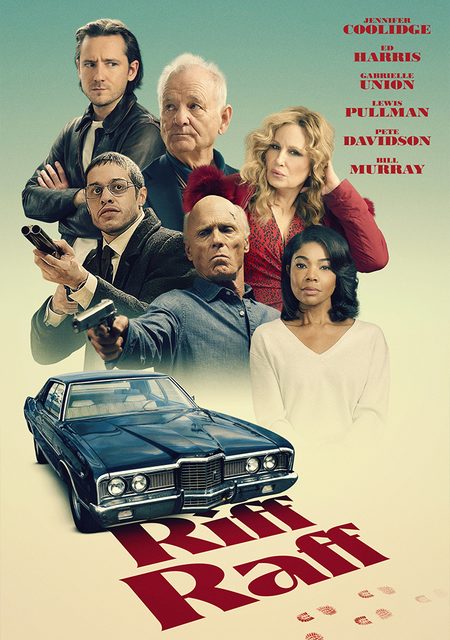 JENNIFER
COOLIDGE
ED
HARRIS
GABRIELLE
UNION
LEWIS
PULLMAN
PETE
DAVIDSON
BILL
MURRAY
Riff
Raff